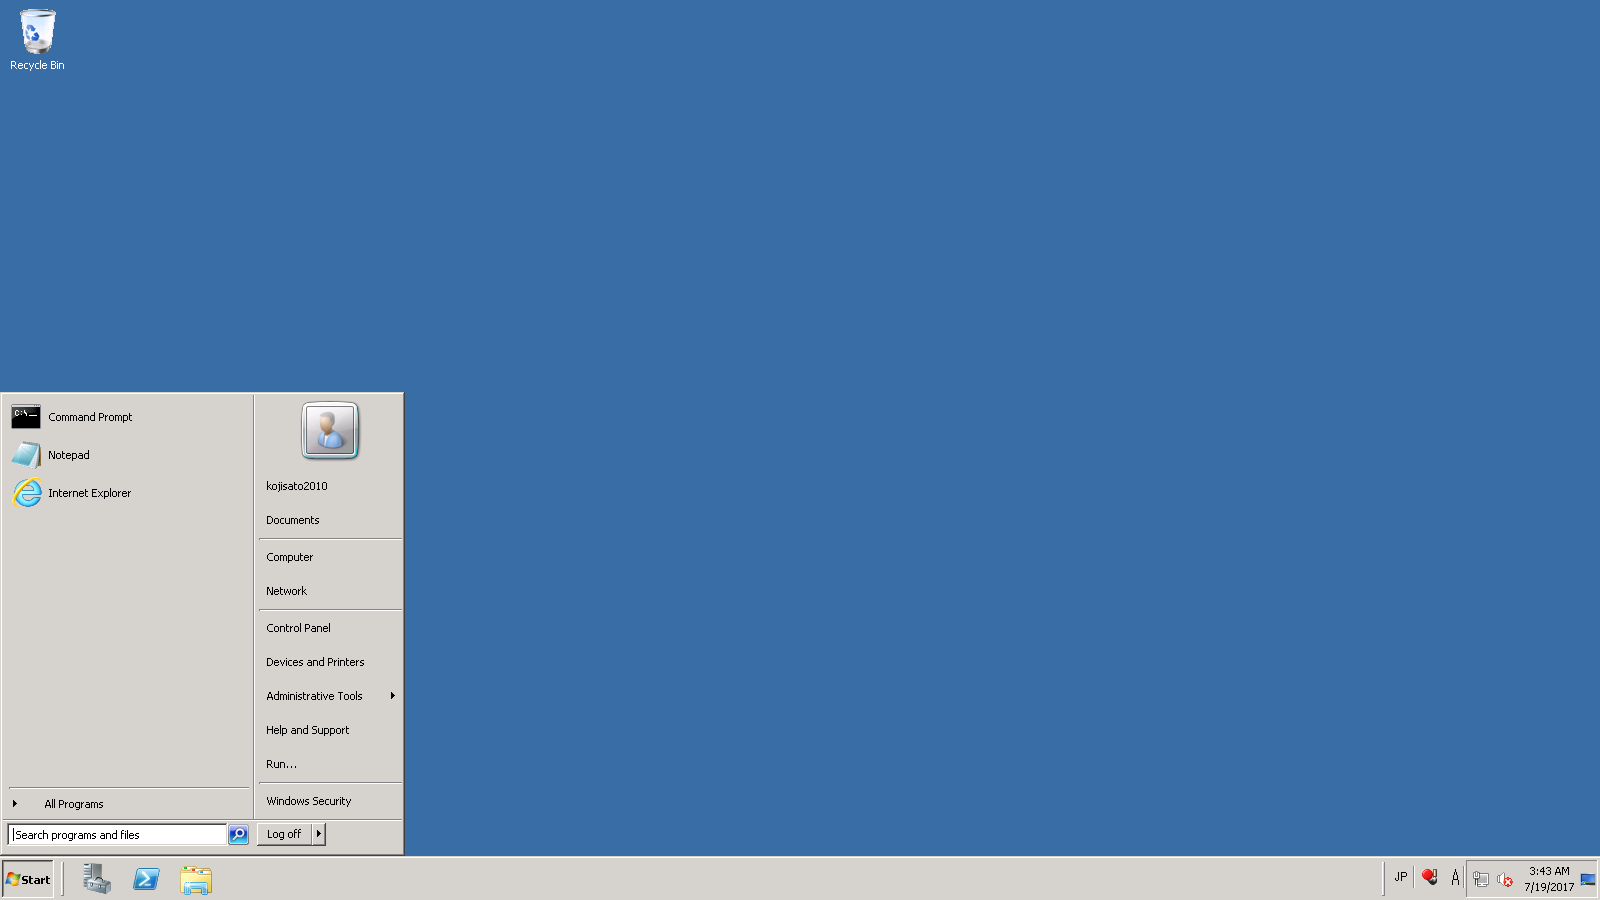 Recycle Bin
C:\_
Command Prompt
Notepad
Internet Explorer
All Programs
Search programs and files
kojisato2010
Documents
Computer
Network
Control Panel
Devices and Printers
Administrative Tools
Help and Support
Run...
Windows Security
Log off
Start
JP
A
3:43 AM
7/19/2017